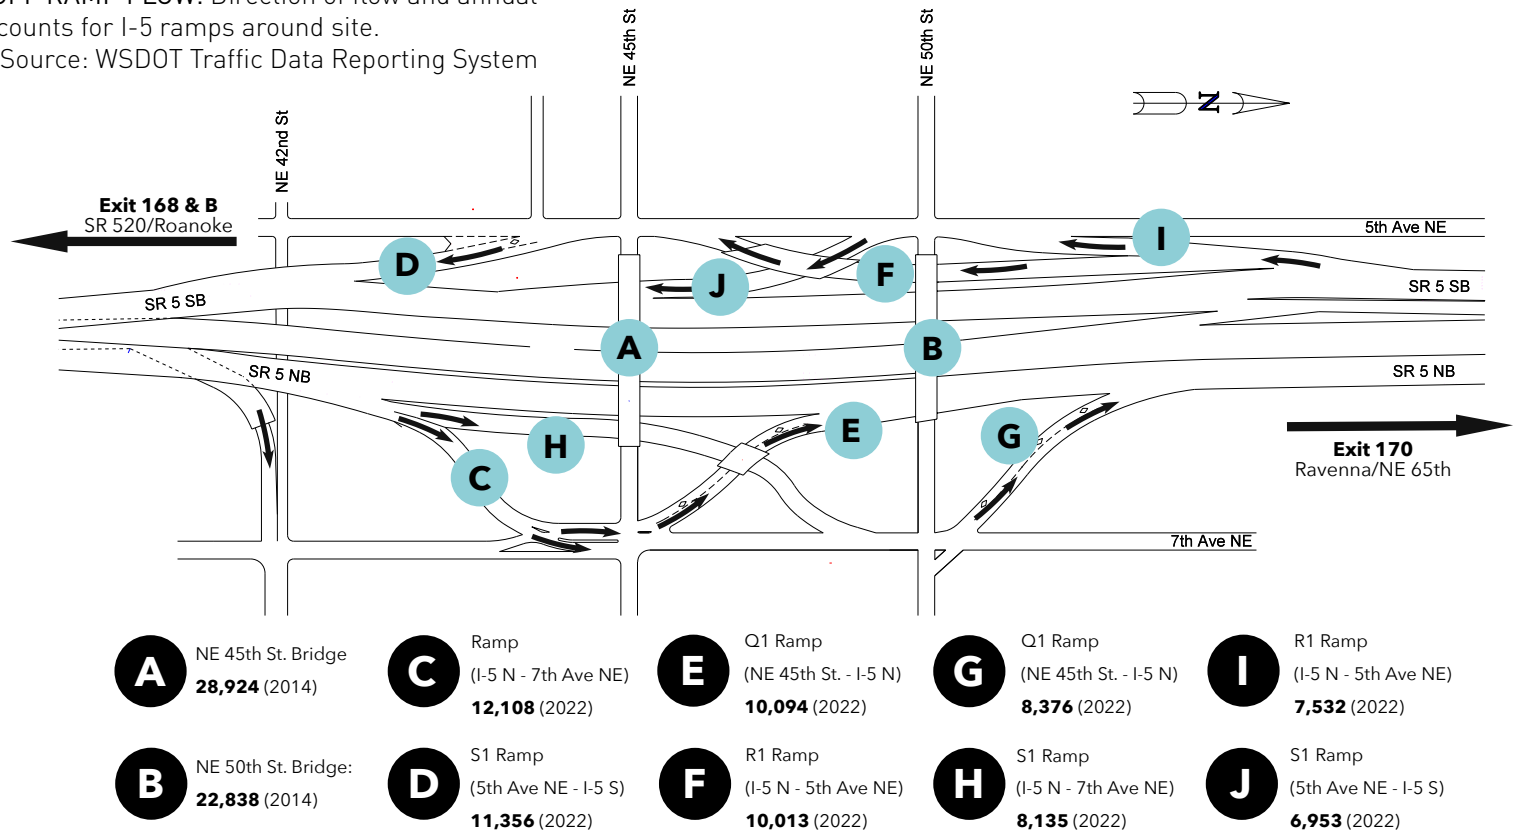 counts for I-5 ramps around site.
Source: WSDOT Traffic Data Reporting System
NE 45th St
NE 50th St
NE 42nd St
N
Exit 168 & B
SR 520/Roanoke
5th Ave NE
I
D
F
J
SR 5 SB
SR 5 SB
A
B
SR 5 NB
SR 5 NB
E
G
H
C
Exit 170
Ravenna/NE 65th
7th Ave NE
A
NE 45th St. Bridge
28,924 (2014)
C
Ramp
(I-5 N - 7th Ave NE)
12,108 (2022)
E
Q1 Ramp
(NE 45th St. - I-5 N)
10,094 (2022)
G
Q1 Ramp
(NE 45th St. - I-5 N)
8,376 (2022)
I
R1 Ramp
(I-5 N - 5th Ave NE)
7,532 (2022)
B
NE 50th St. Bridge:
22,838 (2014)
D
S1 Ramp
(5th Ave NE - I-5 S)
11,356 (2022)
F
R1 Ramp
(I-5 N - 5th Ave NE)
10,013 (2022)
H
S1 Ramp
(I-5 N - 7th Ave NE)
8,135 (2022)
J
S1 Ramp
(5th Ave NE - I-5 S)
6,953 (2022)